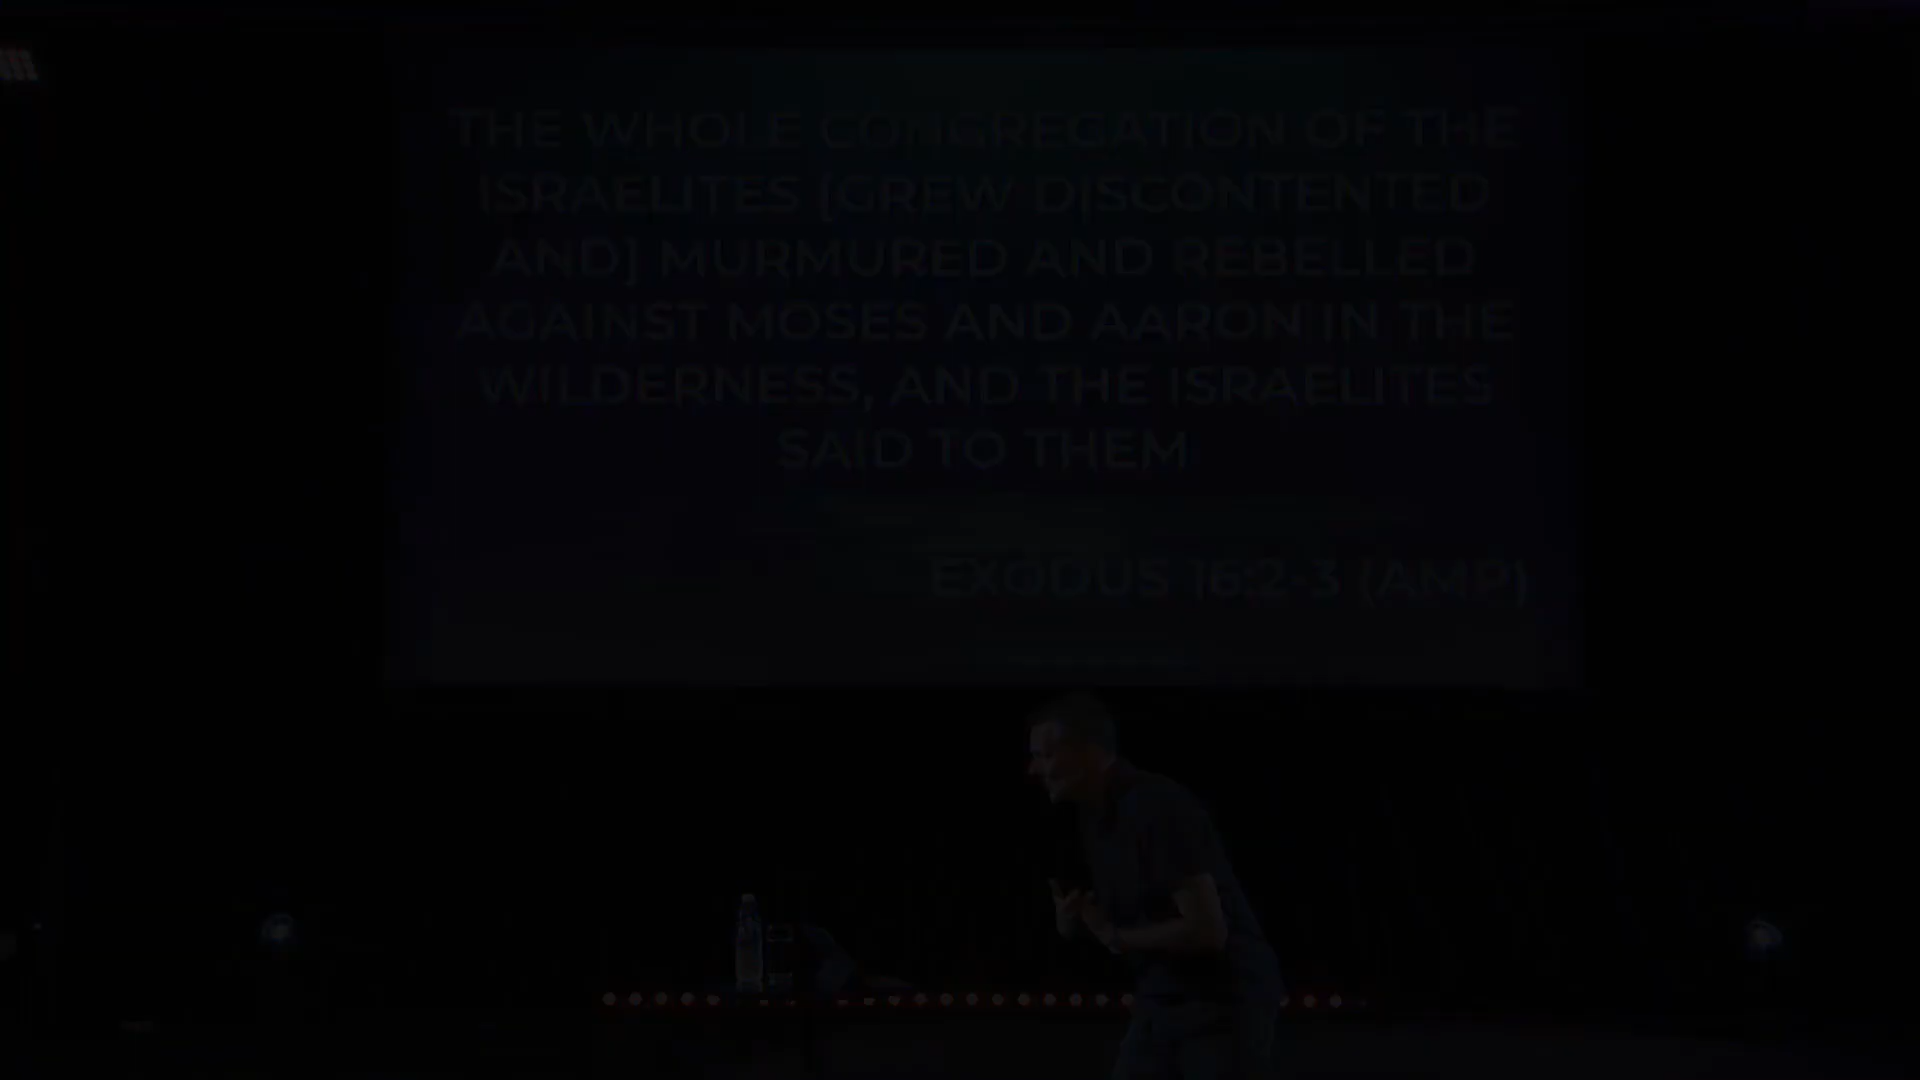 THE WHOLE CONGREGATION OF THE
ISRAELITES [GREW DISCONTENTED
AND] MURMURED AND REBELLED
AGAINST MOSES AND AARON IN THE
WILDERNESS, AND THE ISRAELITES
SAID TO THEM
EXODUS 16:2-3 (AMP)